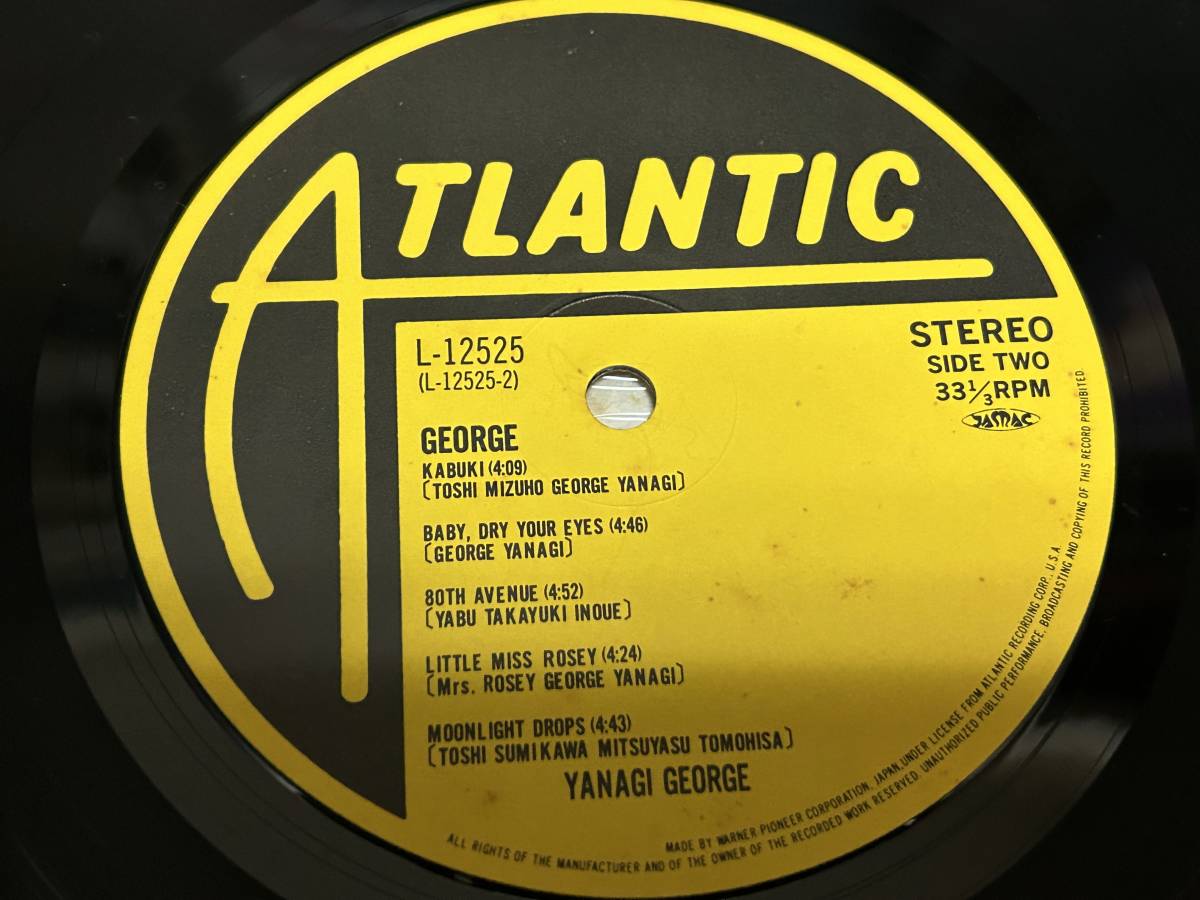 ATLANTIC
L-12525
(L-12525-2)
STEREO
SIDE TWO
33 1/3 RPM
JASRAC
GEORGE
KABUKI (4:09)
(TOSHI MIZUHO GEORGE YANAGI)
BABY, DRY YOUR EYES (4:46)
(GEORGE YANAGI)
80TH AVENUE (4:52)
(YABU TAKAYUKI INOUE)
LITTLE MISS ROSEY (4:24)
(Mrs. ROSEY GEORGE YANAGI)
MOONLIGHT DROPS (4:43)
(TOSHI SUMIKAWA MITSUYASU TOMOHISA)
YANAGI GEORGE
MADE BY WARNER-PIONEER CORPORATION, JAPAN, UNDER LICENSE FROM ATLANTIC RECORDING CORP., U.S.A.
ALL RIGHTS OF THE MANUFACTURER AND OF THE OWNER OF THE RECORDED WORK RESERVED. UNAUTHORIZED PUBLIC PERFORMANCE, BROADCASTING AND COPYING OF THIS RECORD PROHIBITED.